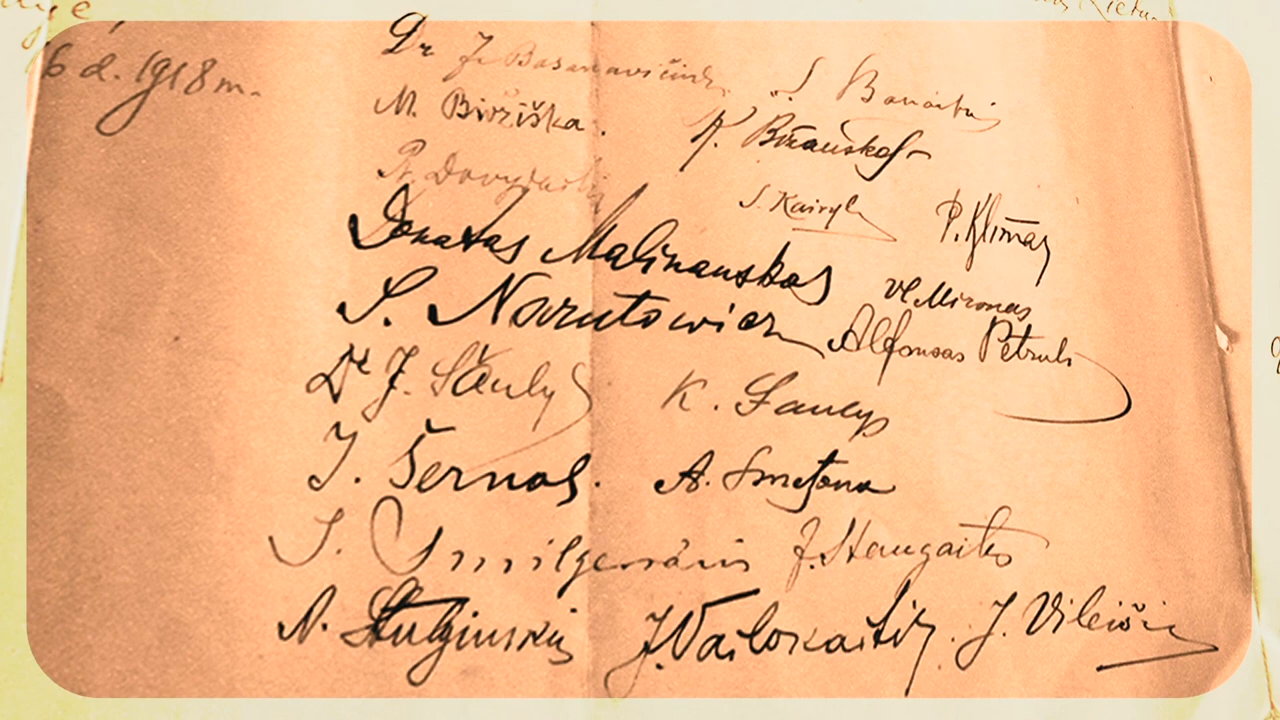 6 d. 1918 m.
Dr J. Basanavičius S. Banaitis
M. Biržiška. K. Bizauskas
Pr. Dovydaitis
S. Kairys P. Klimas
Donatas Malinauskas Vl Mironas
S. Narutowicz Alfonsas Petrulis
Dr J. Šaulys K. Šaulys
J. Šernas. A. Smetona
J. Smilgevičius J. Staugaitis
A. Stulginskis J. Vailokaitis. J. Vileišis